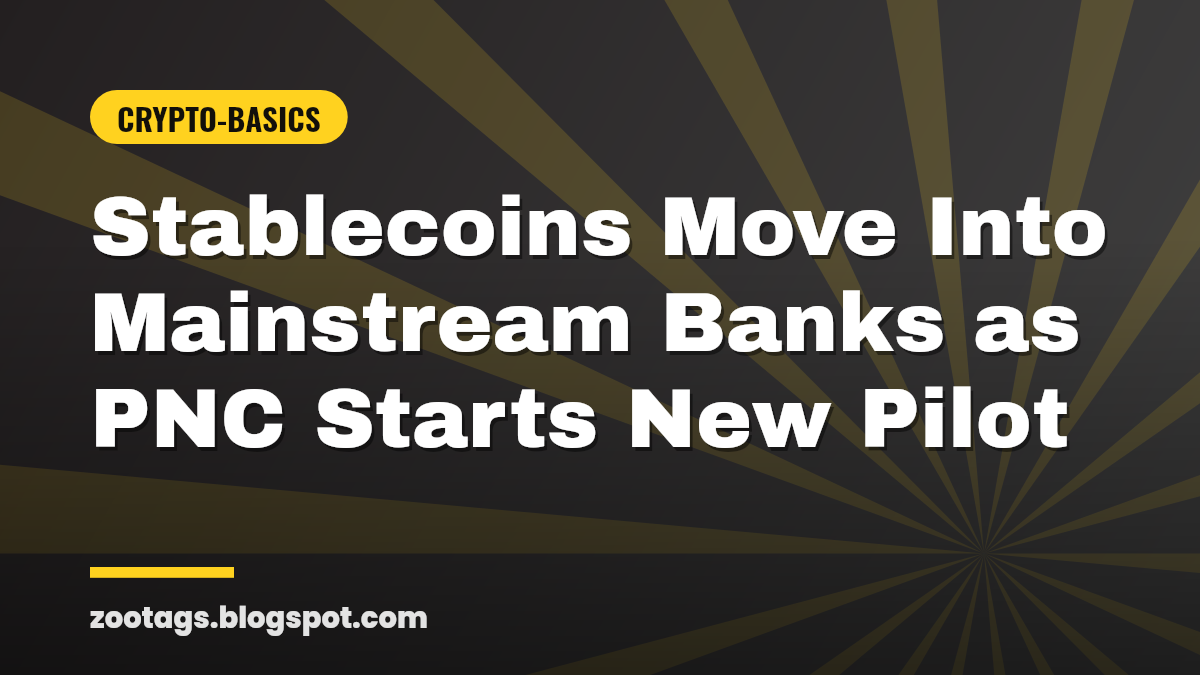 CRYPTO-BASICS
Stablecoins Move Into
Mainstream Banks as
PNC Starts New Pilot
zootags.blogspot.com